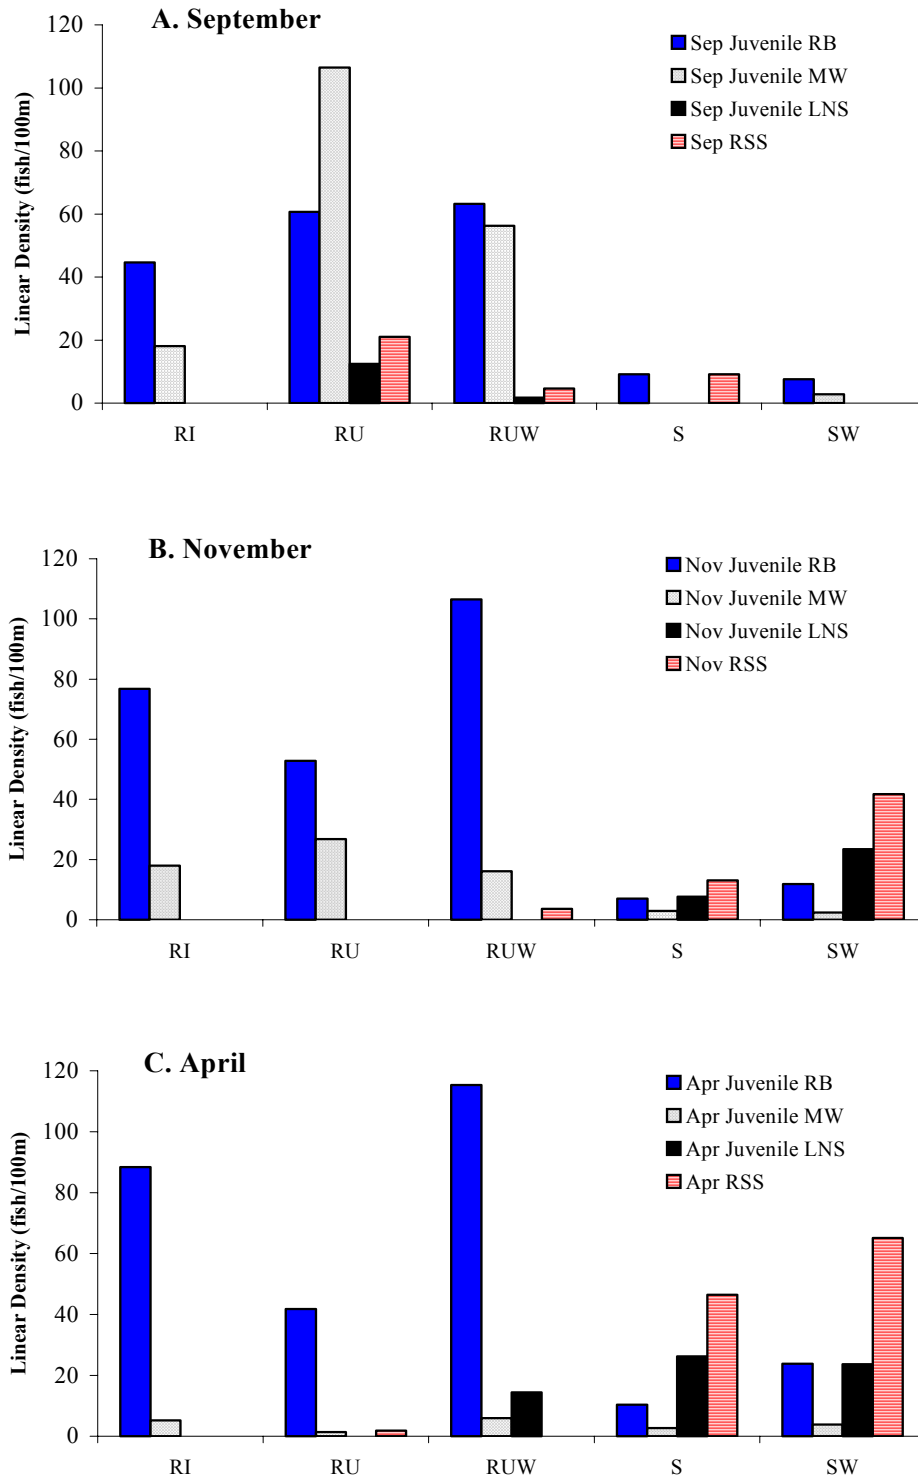 A. September
120
100
80
60
40
20
0
Linear Density (fish/100m)
Sep Juvenile RB
Sep Juvenile MW
Sep Juvenile LNS
Sep RSS
RI RU RUW S SW
B. November
120
100
80
60
40
20
0
Linear Density (fish/100m)
Nov Juvenile RB
Nov Juvenile MW
Nov Juvenile LNS
Nov RSS
RI RU RUW S SW
C. April
120
100
80
60
40
20
0
Linear Density (fish/100m)
Apr Juvenile RB
Apr Juvenile MW
Apr Juvenile LNS
Apr RSS
RI RU RUW S SW